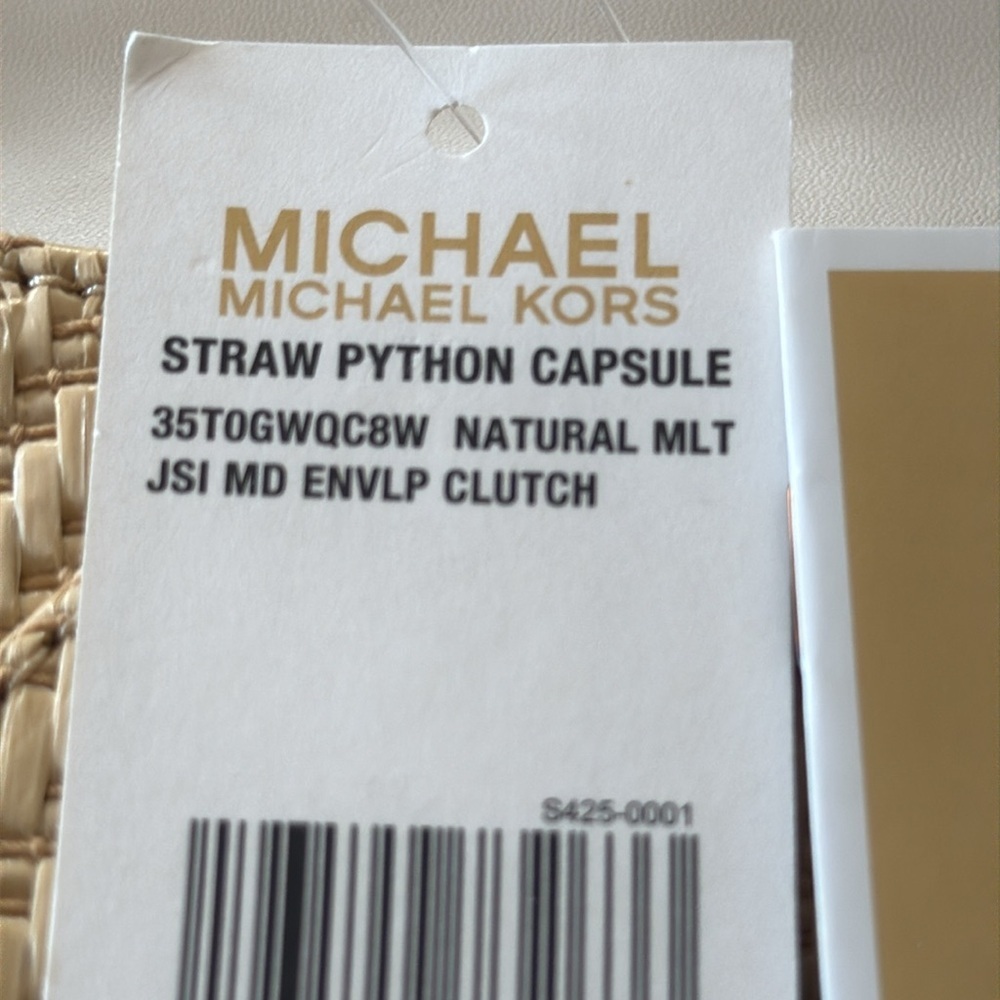 MICHAEL
MICHAEL KORS
STRAW PYTHON CAPSULE
35T0GWQC8W NATURAL MLT
JSI MD ENVLP CLUTCH
S425-0001